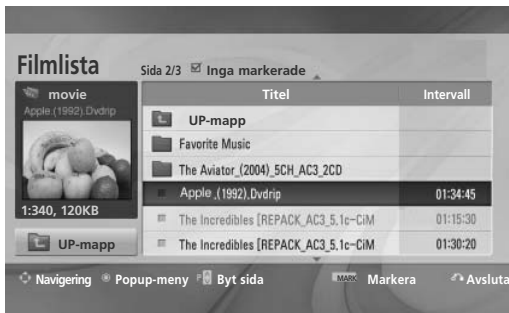 Filmlista
Sida 2/3 Inga markerade
movie
Apple.(1992).Dvdrip
1:340, 120KB
UP-mapp
Titel Intervall
UP-mapp
Favorite Music
The Aviator_(2004)_5CH_AC3_2CD
Apple .(1992).Dvdrip 01:34:45
The Incredibles [REPACK_AC3_5,1c-CiM 01:15:30
The Incredibles [REPACK_AC3_5,1c-CiM 01:30:20
Navigering Popup-meny P Byt sida MARK Markera Avsluta